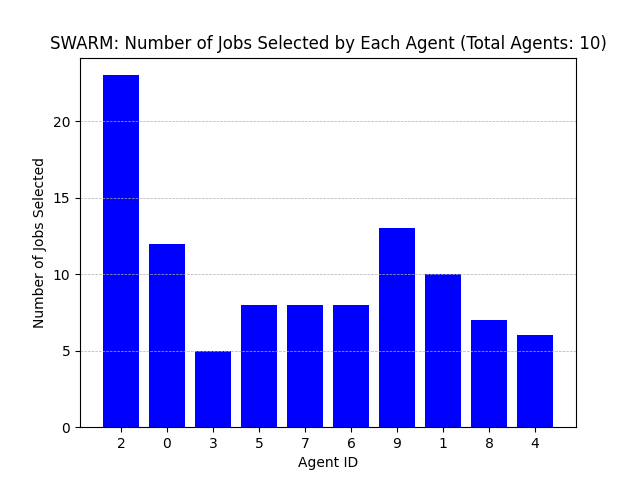 SWARM: Number of Jobs Selected by Each Agent (Total Agents: 10)
Number of Jobs Selected
20
15
10
5
0
2 0 3 5 7 6 9 1 8 4
Agent ID